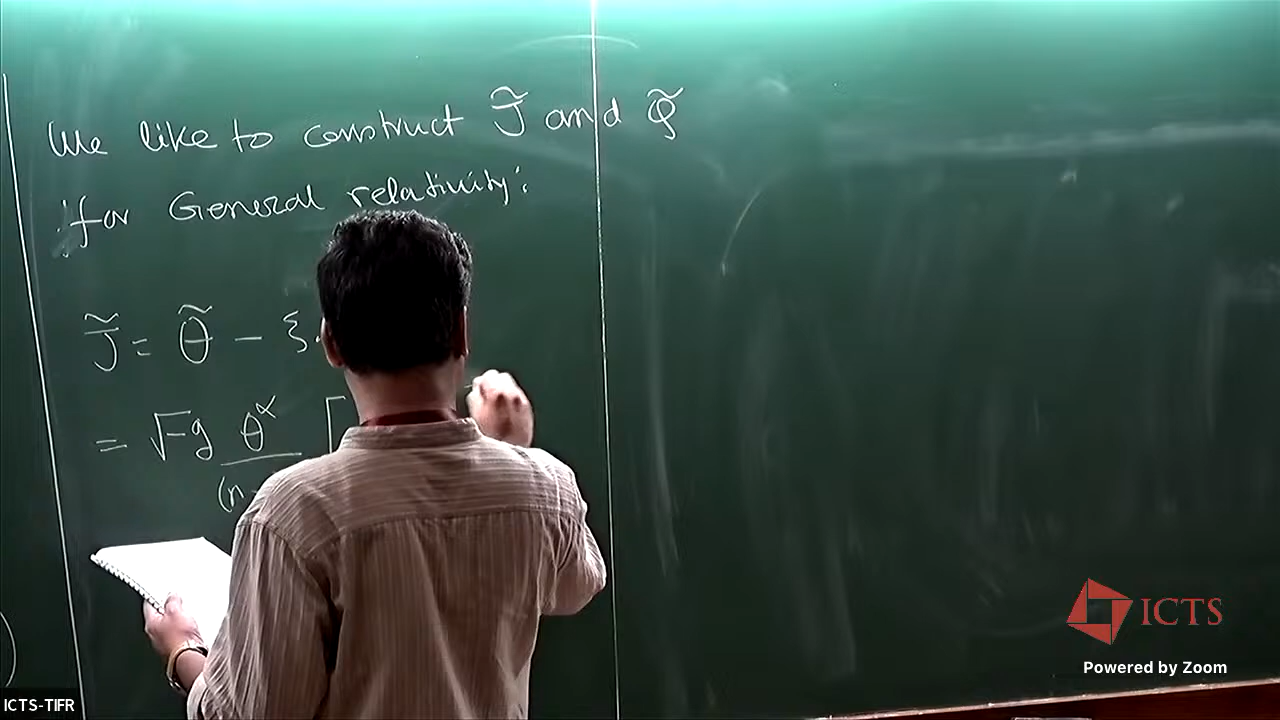 We like to construct J̃ and Q̃
for General relativity:
J̃ = θ̃ - ξ.
= √-g θ^α [
(n-
ICTS
Powered by Zoom
ICTS-TIFR